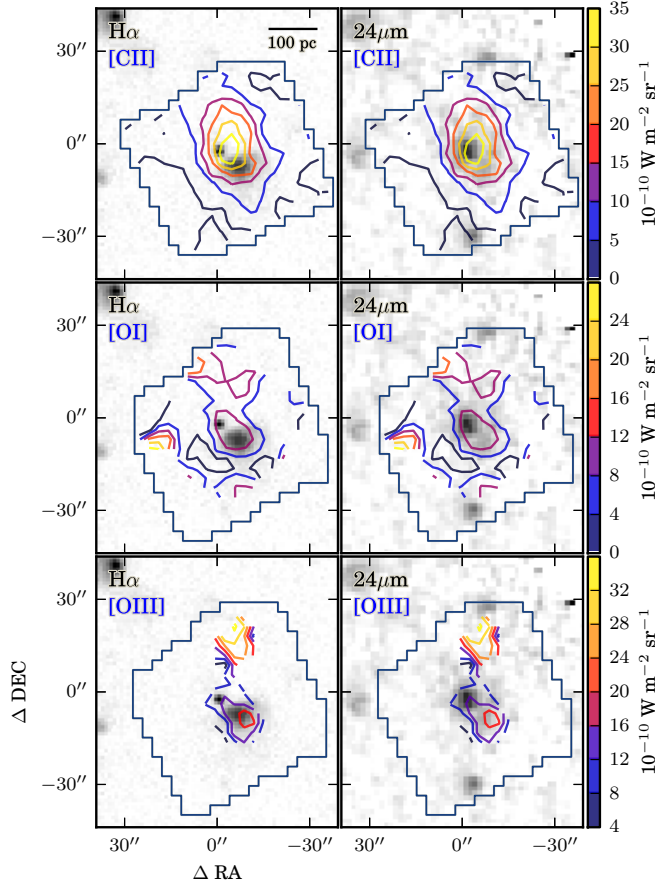 Hα
[CII]
100 pc
24μm
[CII]
30′′
0′′
−30′′
35
30
25
20
15
10
5
0
10⁻¹⁰ W m⁻² sr⁻¹
Hα
[OI]
24μm
[OI]
30′′
0′′
−30′′
24
20
16
12
8
4
0
10⁻¹⁰ W m⁻² sr⁻¹
Hα
[OIII]
24μm
[OIII]
30′′
0′′
−30′′
Δ DEC
32
28
24
20
16
12
8
4
10⁻¹⁰ W m⁻² sr⁻¹
30′′
0′′
−30′′
30′′
0′′
−30′′
Δ RA